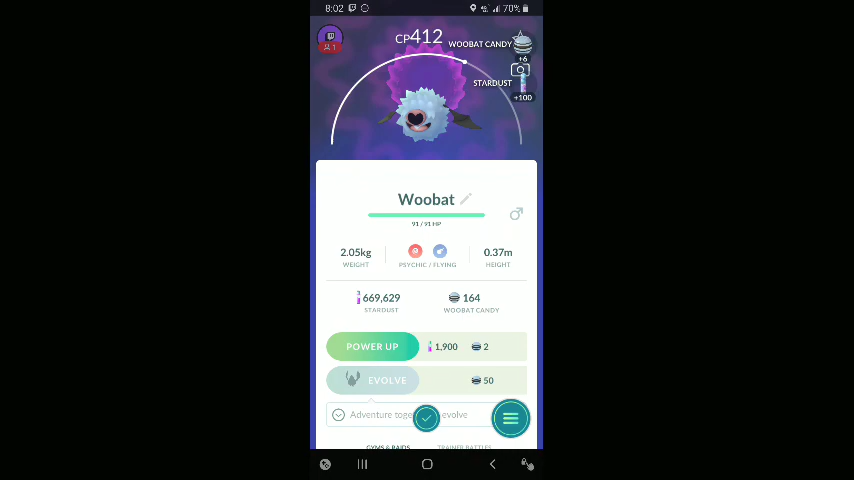 8:02 70%
CP412
WOOBAT CANDY
+6
STARDUST
+100
1
Woobat
91 / 91 HP
2.05kg
WEIGHT
PSYCHIC / FLYING
0.37m
HEIGHT
669,629
STARDUST
164
WOOBAT CANDY
POWER UP 1,900 2
EVOLVE 50
Adventure toge evolve
GYMS & RAIDS TRAINER BATTLES